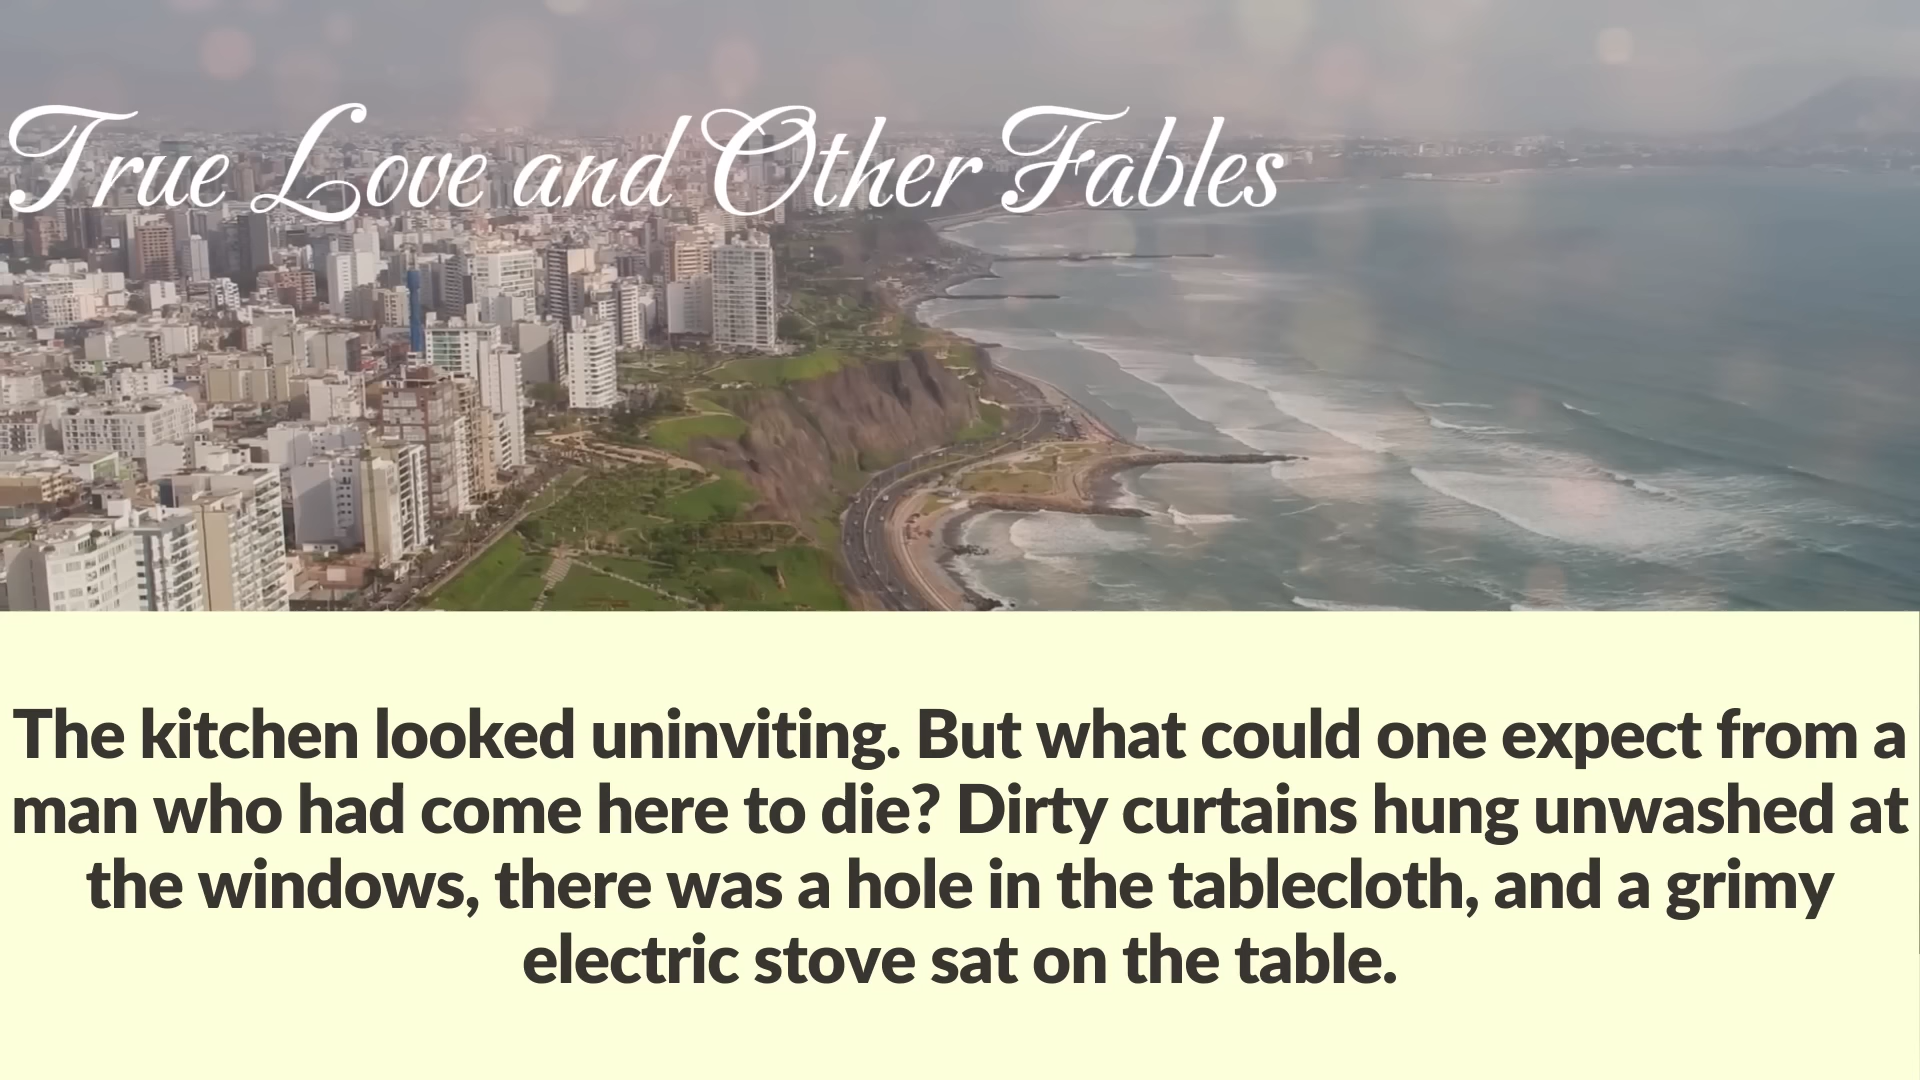 True Love and Other Fables
The kitchen looked uninviting. But what could one expect from a
man who had come here to die? Dirty curtains hung unwashed at
the windows, there was a hole in the tablecloth, and a grimy
electric stove sat on the table.